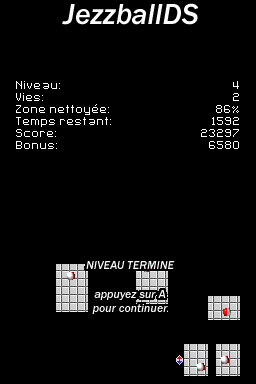 JezzballDS
Niveau: 4
Vies: 2
Zone nettoyée: 86%
Temps restant: 1592
Score: 23297
Bonus: 6580
NIVEAU TERMINE
appuyez sur A
pour continuer.